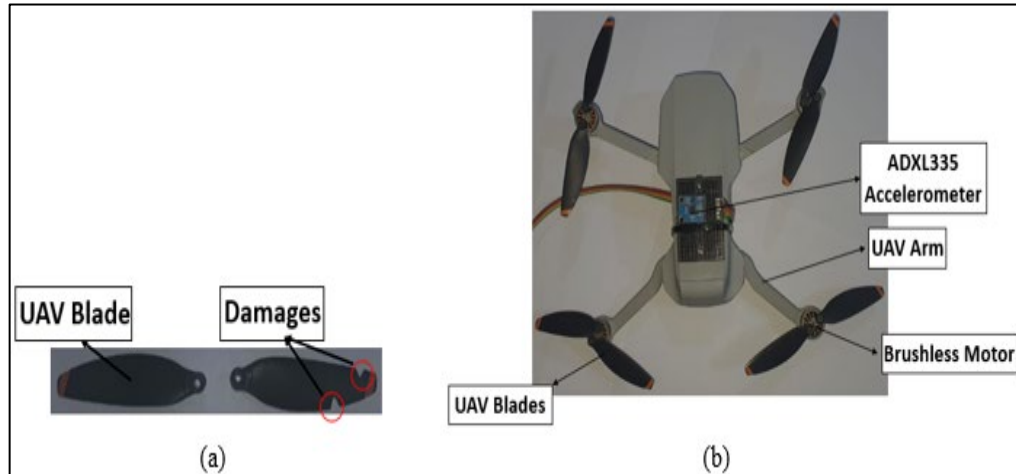 UAV Blade
Damages
(a)
ADXL335
Accelerometer
UAV Arm
Brushless Motor
UAV Blades
(b)